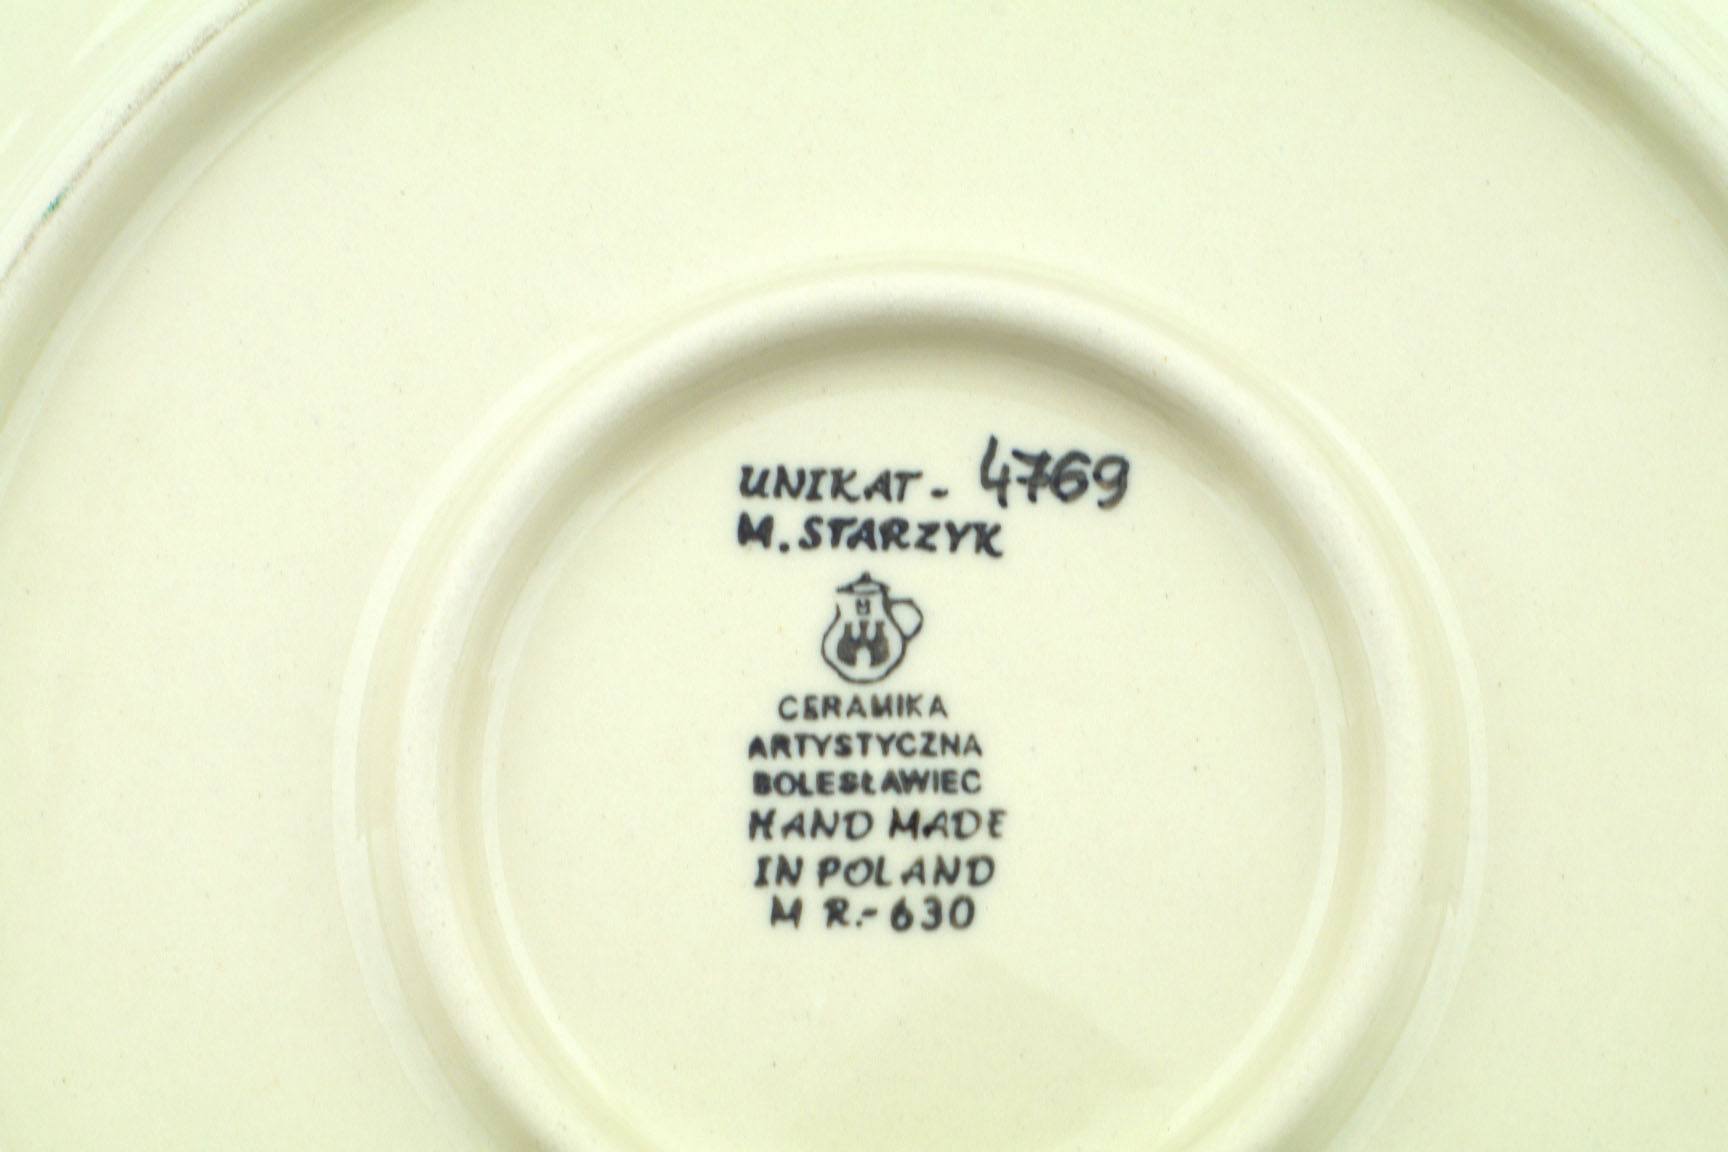 UNIKAT - 4769
M. STARZYK
CERAMIKA
ARTYSTYCZNA
BOLESŁAWIEC
HAND MADE
IN POLAND
M R.- 630